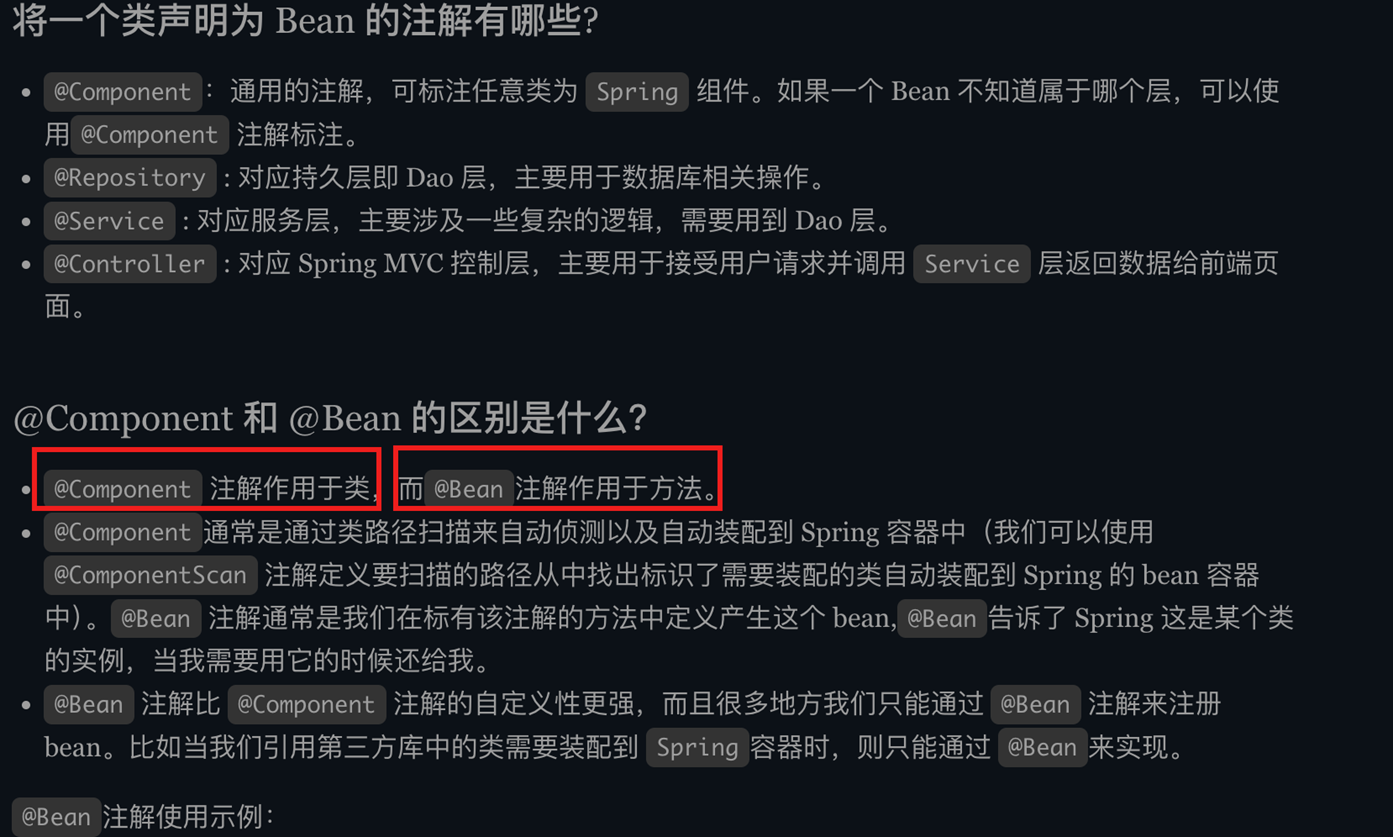 将一个类声明为 Bean 的注解有哪些?
• @Component ： 通用的注解，可标注任意类为 Spring 组件。如果一个 Bean 不知道属于哪个层，可以使
用 @Component 注解标注。
• @Repository : 对应持久层即 Dao 层，主要用于数据库相关操作。
• @Service : 对应服务层，主要涉及一些复杂的逻辑，需要用到 Dao 层。
• @Controller : 对应 Spring MVC 控制层，主要用于接受用户请求并调用 Service 层返回数据给前端页
面。
@Component 和 @Bean 的区别是什么？
• @Component 注解作用于类，而 @Bean 注解作用于方法。
• @Component 通常是通过类路径扫描来自动侦测以及自动装配到 Spring 容器中（我们可以使用
@ComponentScan 注解定义要扫描的路径从中找出标识了需要装配的类自动装配到 Spring 的 bean 容器
中）。 @Bean 注解通常是我们在标有该注解的方法中定义产生这个 bean, @Bean 告诉了 Spring 这是某个类
的实例，当我需要用它的时候还给我。
• @Bean 注解比 @Component 注解的自定义性更强，而且很多地方我们只能通过 @Bean 注解来注册
bean。比如当我们引用第三方库中的类需要装配到 Spring 容器时，则只能通过 @Bean 来实现。
@Bean 注解使用示例：